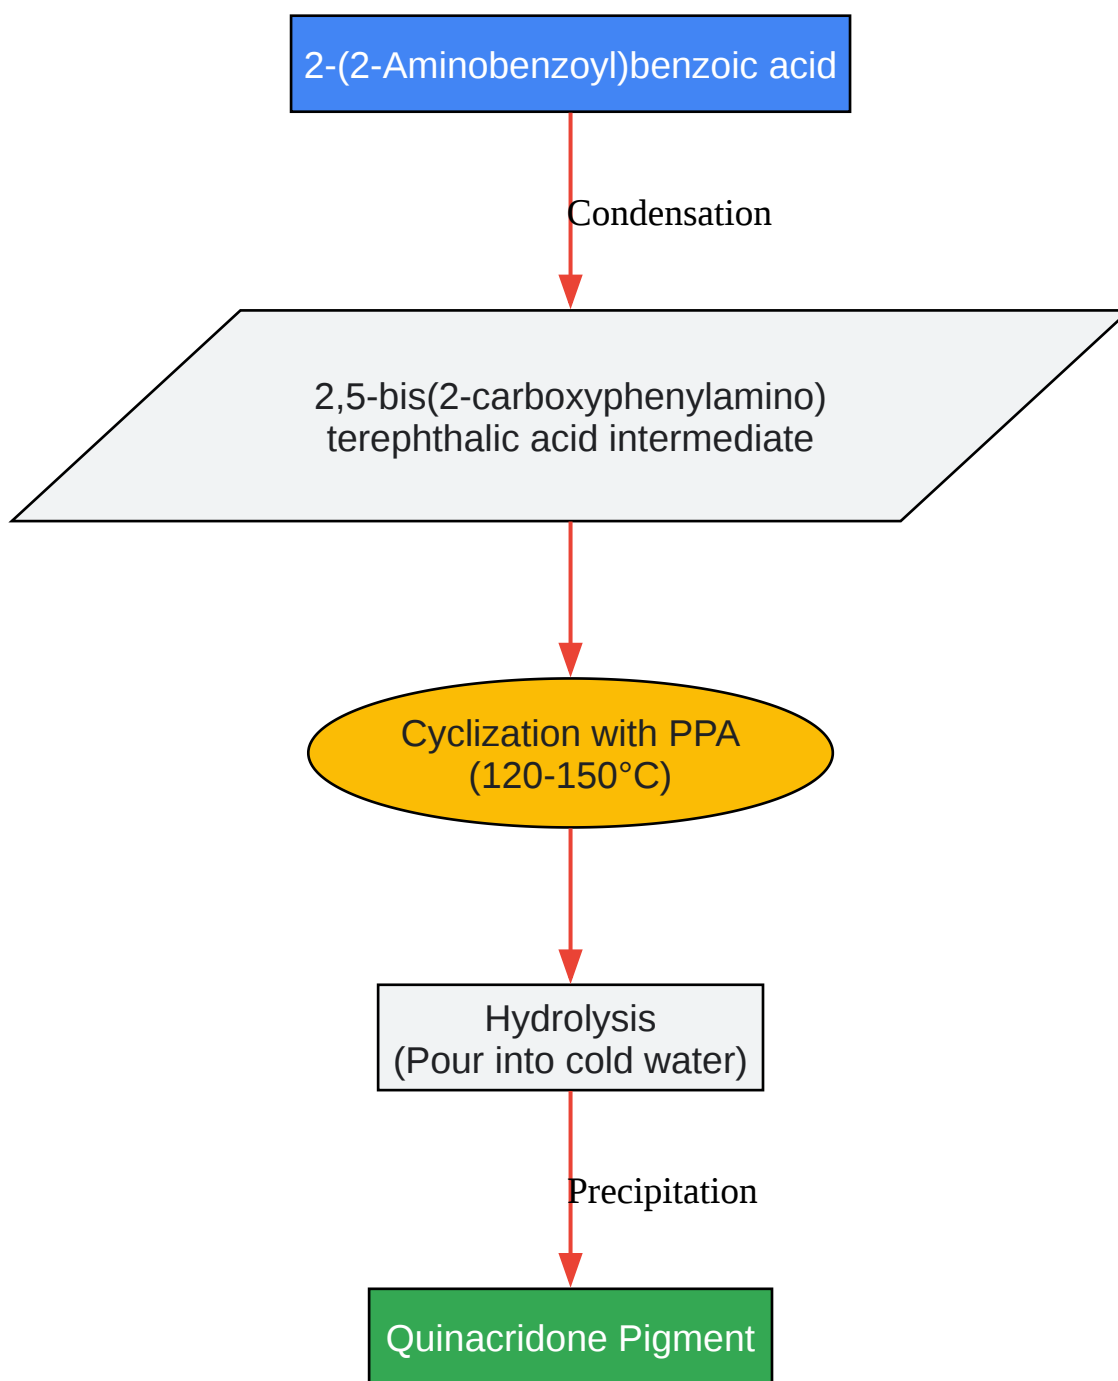 2-(2-Aminobenzoyl)benzoic acid
Condensation
2,5-bis(2-carboxyphenylamino)
terephthalic acid intermediate
Cyclization with PPA
(120-150°C)
Hydrolysis
(Pour into cold water)
Precipitation
Quinacridone Pigment